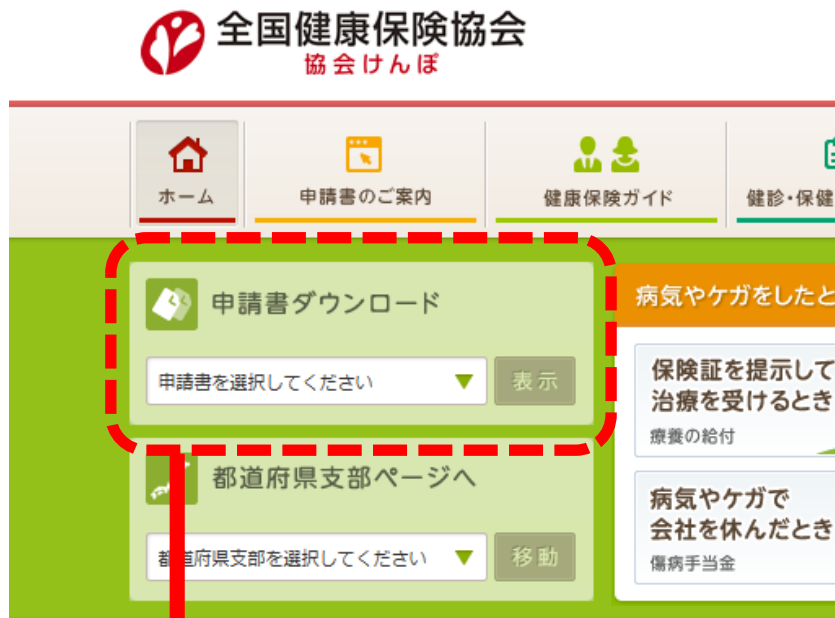 全国健康保険協会
協会けんぽ
ホーム
申請書のご案内
健康保険ガイド
健診・保健
申請書ダウンロード
申請書を選択してください
表示
都道府県支部ページへ
都道府県支部を選択してください
移動
病気やケガをしたと
保険証を提示して
治療を受けるとき
療養の給付
病気やケガで
会社を休んだとき
傷病手当金